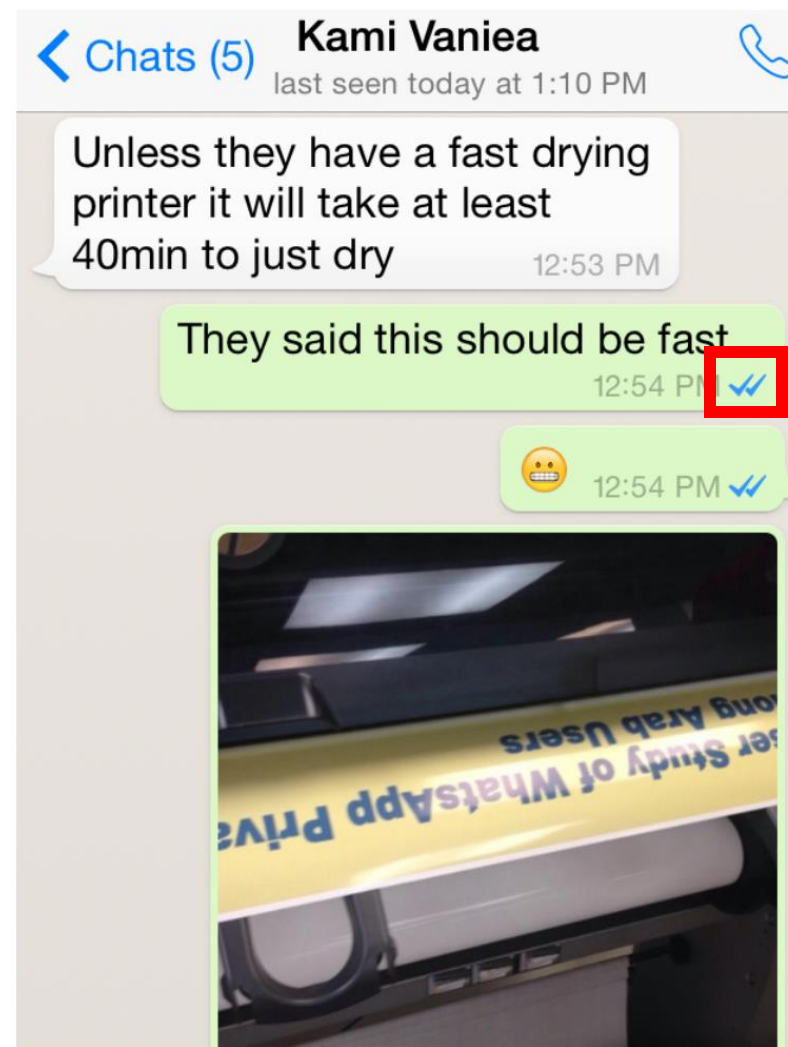 Chats (5)
Kami Vaniea
last seen today at 1:10 PM
Unless they have a fast drying
printer it will take at least
40min to just dry
12:53 PM
They said this should be fast
12:54 PM
12:54 PM
ser Study of WhatsApp Priva
ong Arab Users